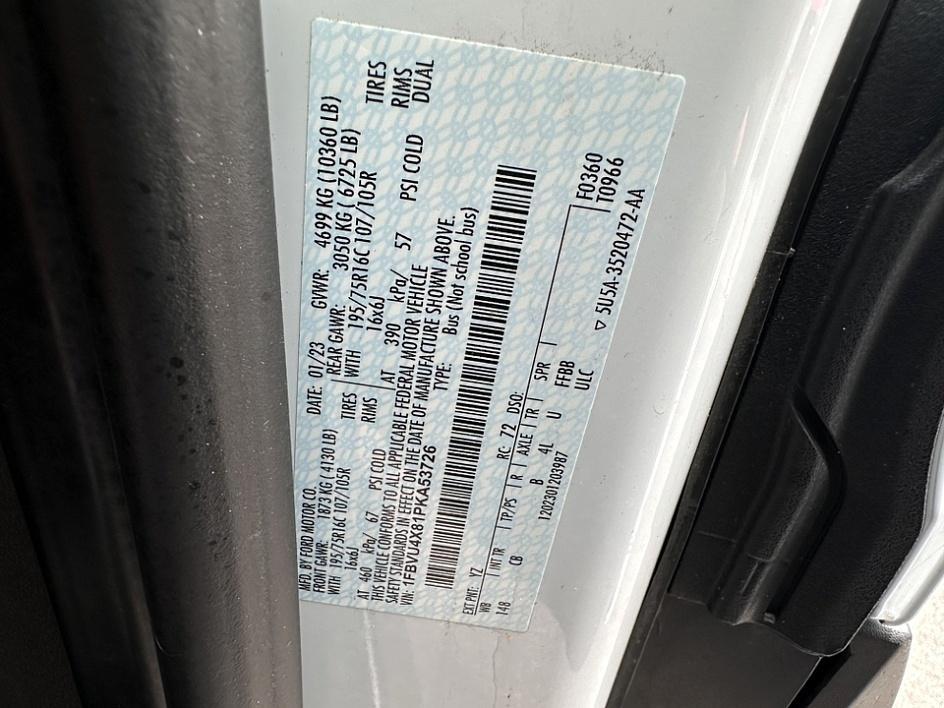 MFD. BY FORD MOTOR CO.
DATE: 01/23 GVWR: 4699 KG (10360 LB)
FRONT GAWR: 1873 KG ( 4130 LB) REAR GAWR: 3050 KG ( 6725 LB)
WITH 195/75R16C 107/105R TIRES WITH 195/75R16C 107/105R TIRES
16x6J RIMS 16x6J RIMS
AT 460 kPa/ 67 PSI COLD AT 390 kPa/ 57 PSI COLD DUAL
THIS VEHICLE CONFORMS TO ALL APPLICABLE FEDERAL MOTOR VEHICLE
SAFETY STANDARDS IN EFFECT ON THE DATE OF MANUFACTURE SHOWN ABOVE.
VIN: 1FBVU4X81PKA53726 TYPE: Bus (Not school bus)
EXT PNT: YZ RC: 72 DSO: F0360
WB INT TR TP/PS R AXLE TR SPR T0966
148 CB B 4L U FFBB
1202301203987 ULC
▽ 5U5A-3520472-AA